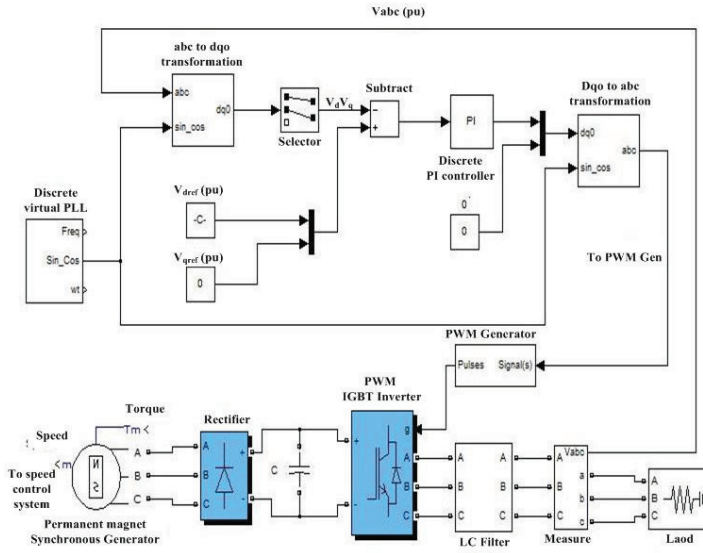 Vabc (pu)
abc to dqo
transformation
abc
dq0
sin_cos
VdVq
Selector
Subtract
−
+
PI
Discrete
PI controller
Dqo to abc
transformation
dq0
abc
sin_cos
Discrete
virtual PLL
Freq
Sin_Cos
wt
Vdref (pu)
-C-
Vqref (pu)
0
0
0
To PWM Gen
PWM Generator
Pulses
Signal(s)
PWM
IGBT Inverter
g
+
-
A
B
C
Torque
Tm
Speed
m
To speed
control
system
N
S
A
B
C
Permanent magnet
Synchronous Generator
Rectifier
A
B
C
+
-
C
A
B
C
A
B
C
LC Filter
A
B
C
Vabc
a
b
c
Measure
A
B
C
Laod